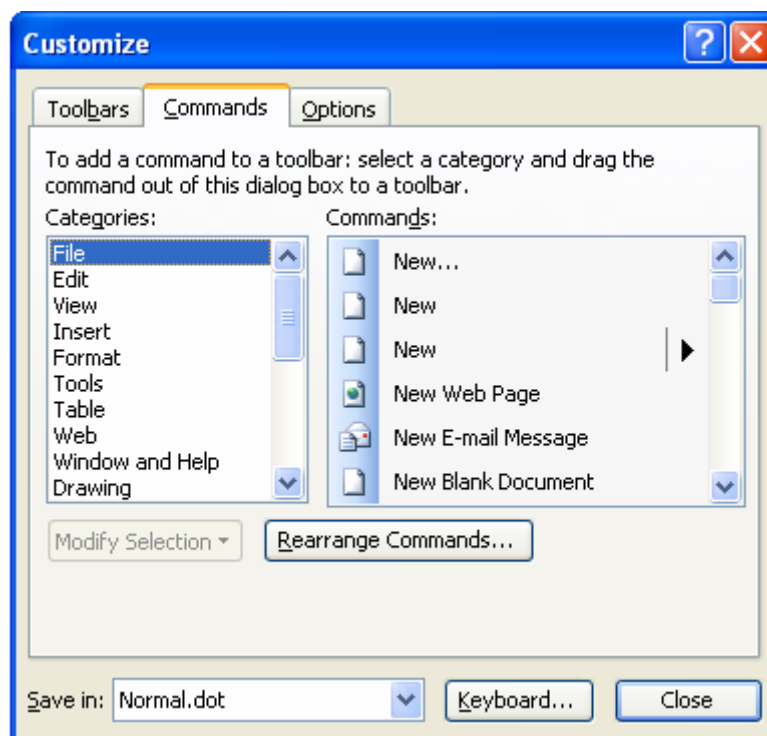 Customize
Toolbars Commands Options
To add a command to a toolbar: select a category and drag the
command out of this dialog box to a toolbar.
Categories: Commands:
File
Edit
View
Insert
Format
Tools
Table
Web
Window and Help
Drawing
New...
New
New
New Web Page
New E-mail Message
New Blank Document
Modify Selection Rearrange Commands...
Save in: Normal.dot Keyboard... Close